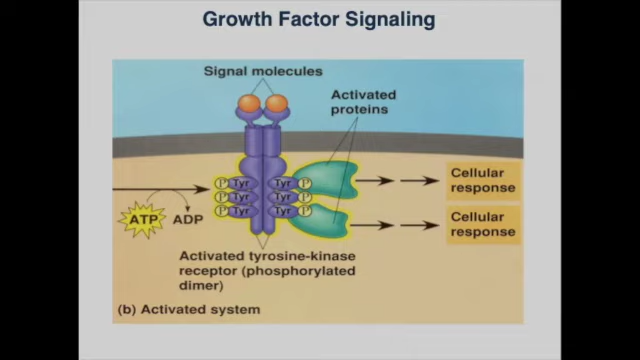 Growth Factor Signaling
Signal molecules
Activated
proteins
P Tyr Tyr P
P Tyr Tyr P
P Tyr Tyr P
Cellular
response
Cellular
response
ATP ADP
Activated tyrosine-kinase
receptor (phosphorylated
dimer)
(b) Activated system